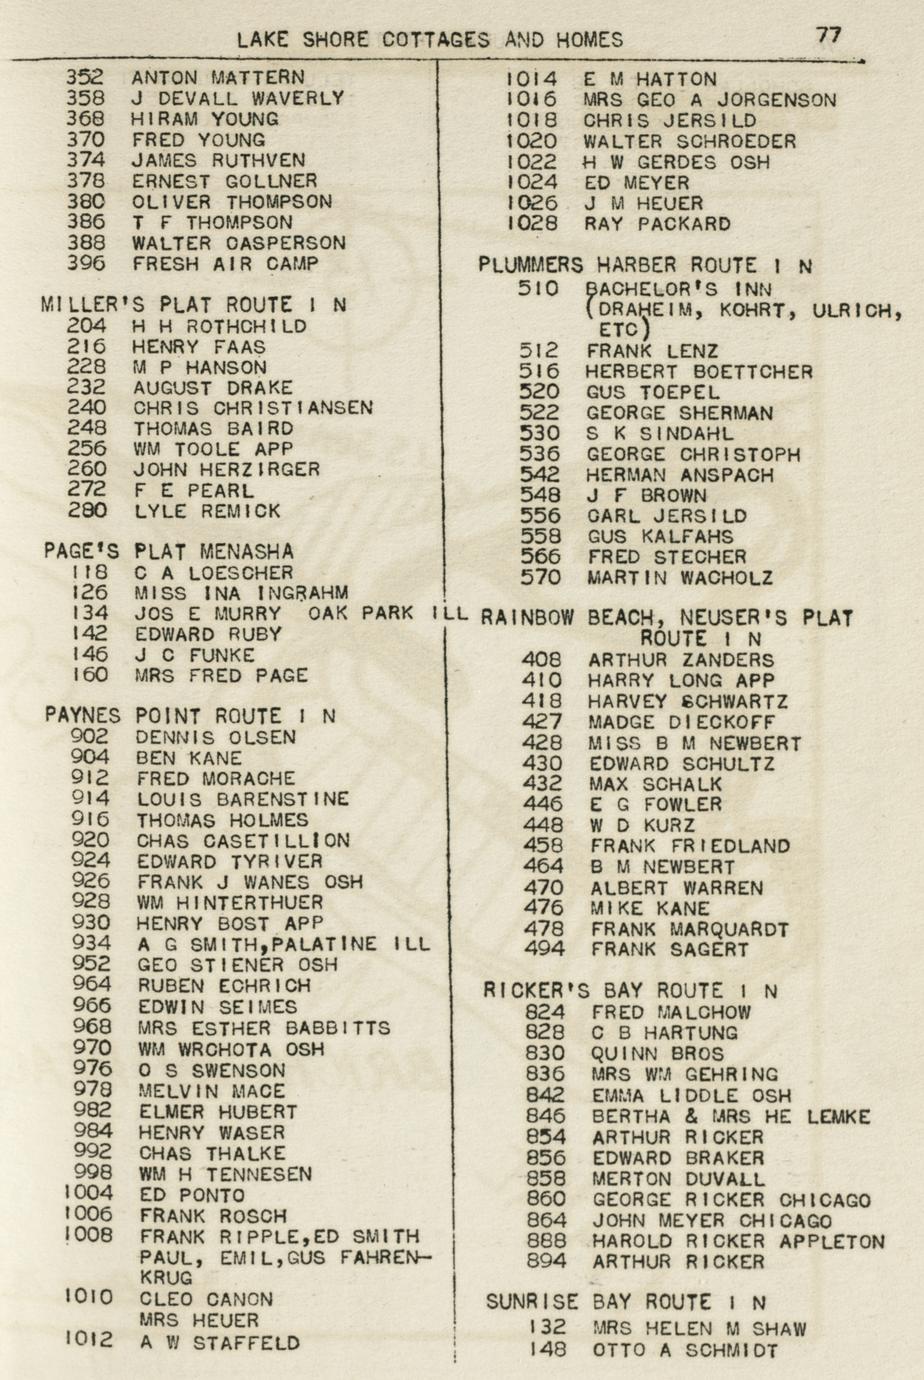 LAKE SHORE COTTAGES AND HOMES 77
352 ANTON MATTERN
358 J DEVALL WAVERLY
368 HIRAM YOUNG
370 FRED YOUNG
374 JAMES RUTHVEN
378 ERNEST GOLLNER
380 OLIVER THOMPSON
386 T F THOMPSON
388 WALTER CASPERSON
396 FRESH AIR CAMP
MILLER'S PLAT ROUTE 1 N
204 H H ROTHCHILD
216 HENRY FAAS
228 M P HANSON
232 AUGUST DRAKE
240 CHRIS CHRISTIANSEN
248 THOMAS BAIRD
256 WM TOOLE APP
260 JOHN HERZIRGER
272 F E PEARL
280 LYLE REMICK
PAGE'S PLAT MENASHA
118 C A LOESCHER
126 MISS INA INGRAHM
134 JOS E MURRY OAK PARK ILL
142 EDWARD RUBY
146 J C FUNKE
160 MRS FRED PAGE
PAYNES POINT ROUTE 1 N
902 DENNIS OLSEN
904 BEN KANE
912 FRED MORACHE
914 LOUIS BARENSTINE
916 THOMAS HOLMES
920 CHAS CASETILLION
924 EDWARD TYRIVER
926 FRANK J WANES OSH
928 WM HINTERTHUER
930 HENRY BOST APP
934 A G SMITH,PALATINE ILL
952 GEO STIENER OSH
964 RUBEN ECHRICH
966 EDWIN SEIMES
968 MRS ESTHER BABBITTS
970 WM WRCHOTA OSH
976 O S SWENSON
978 MELVIN MACE
982 ELMER HUBERT
984 HENRY WASER
992 CHAS THALKE
998 WM H TENNESEN
1004 ED PONTO
1006 FRANK ROSCH
1008 FRANK RIPPLE,ED SMITH
PAUL, EMIL,GUS FAHREN-
KRUG
1010 CLEO CANON
MRS HEUER
1012 A W STAFFELD
1014 E M HATTON
1016 MRS GEO A JORGENSON
1018 CHRIS JERSILD
1020 WALTER SCHROEDER
1022 H W GERDES OSH
1024 ED MEYER
1026 J M HEUER
1028 RAY PACKARD
PLUMMERS HARBER ROUTE 1 N
510 BACHELOR'S INN
(DRAHEIM, KOHRT, ULRICH,
ETC)
512 FRANK LENZ
516 HERBERT BOETTCHER
520 GUS TOEPEL
522 GEORGE SHERMAN
530 S K SINDAHL
536 GEORGE CHRISTOPH
542 HERMAN ANSPACH
548 J F BROWN
556 CARL JERSILD
558 GUS KALFAHS
566 FRED STECHER
570 MARTIN WACHOLZ
RAINBOW BEACH, NEUSER'S PLAT
ROUTE 1 N
408 ARTHUR ZANDERS
410 HARRY LONG APP
418 HARVEY SCHWARTZ
427 MADGE DIECKOFF
428 MISS B M NEWBERT
430 EDWARD SCHULTZ
432 MAX SCHALK
446 E G FOWLER
448 W D KURZ
458 FRANK FRIEDLAND
464 B M NEWBERT
470 ALBERT WARREN
476 MIKE KANE
478 FRANK MARQUARDT
494 FRANK SAGERT
RICKER'S BAY ROUTE 1 N
824 FRED MALCHOW
828 C B HARTUNG
830 QUINN BROS
836 MRS WM GEHRING
842 EMMA LIDDLE OSH
846 BERTHA & MRS HE LEMKE
854 ARTHUR RICKER
856 EDWARD BRAKER
858 MERTON DUVALL
860 GEORGE RICKER CHICAGO
864 JOHN MEYER CHICAGO
888 HAROLD RICKER APPLETON
894 ARTHUR RICKER
SUNRISE BAY ROUTE 1 N
132 MRS HELEN M SHAW
148 OTTO A SCHMIDT